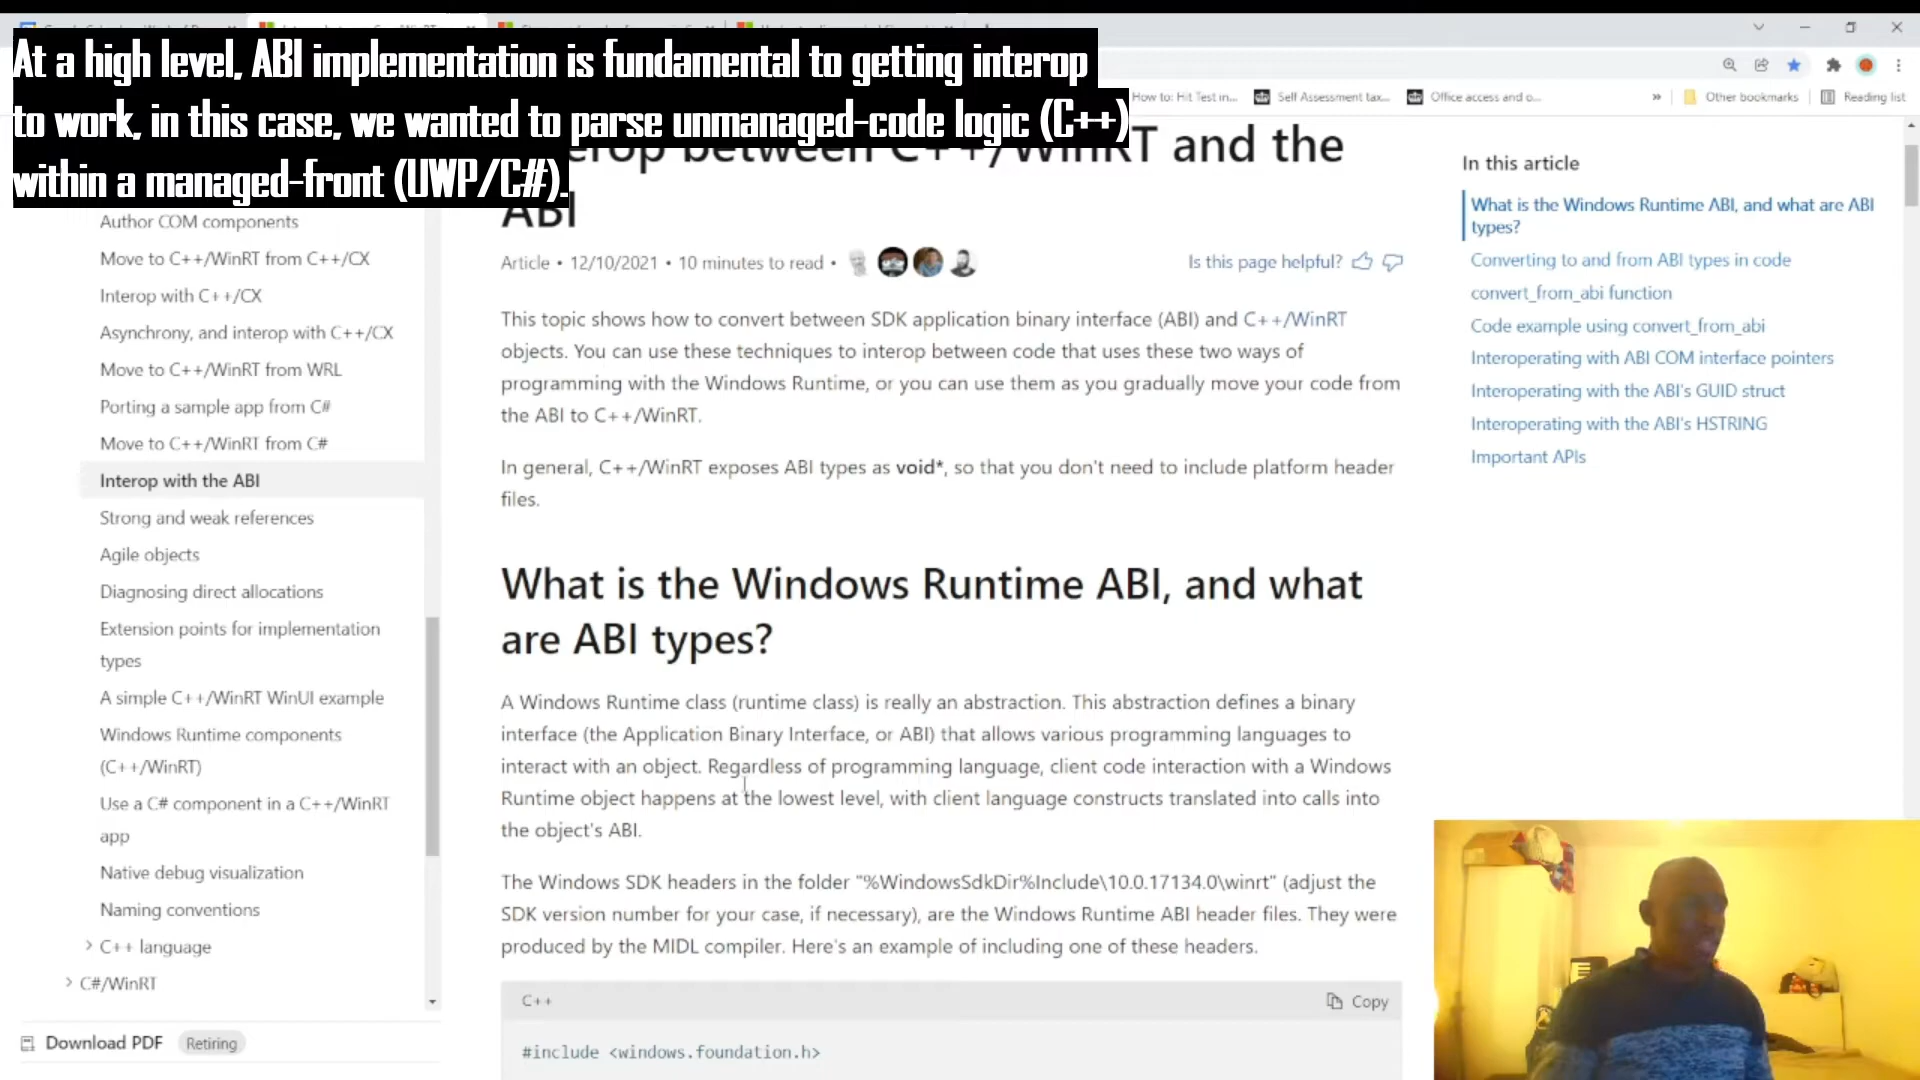 At a high level, ABI implementation is fundamental to getting interop
to work, in this case, we wanted to parse unmanaged-code logic (C++)
within a managed-front (UWP/C#).
How to: Hit Test in...
Self Assessment tax...
Office access and o...
»
Other bookmarks
Reading list
C++/WinRT and the
ABI
Article • 12/10/2021 • 10 minutes to read •
Is this page helpful?
This topic shows how to convert between SDK application binary interface (ABI) and C++/WinRT
objects. You can use these techniques to interop between code that uses these two ways of
programming with the Windows Runtime, or you can use them as you gradually move your code from
the ABI to C++/WinRT.
In general, C++/WinRT exposes ABI types as void*, so that you don't need to include platform header
files.
What is the Windows Runtime ABI, and what
are ABI types?
A Windows Runtime class (runtime class) is really an abstraction. This abstraction defines a binary
interface (the Application Binary Interface, or ABI) that allows various programming languages to
interact with an object. Regardless of programming language, client code interaction with a Windows
Runtime object happens at the lowest level, with client language constructs translated into calls into
the object's ABI.
The Windows SDK headers in the folder "%WindowsSdkDir%Include\10.0.17134.0\winrt" (adjust the
SDK version number for your case, if necessary), are the Windows Runtime ABI header files. They were
produced by the MIDL compiler. Here's an example of including one of these headers.
C++
Copy
#include <windows.foundation.h>
Author COM components
Move to C++/WinRT from C++/CX
Interop with C++/CX
Asynchrony, and interop with C++/CX
Move to C++/WinRT from WRL
Porting a sample app from C#
Move to C++/WinRT from C#
Interop with the ABI
Strong and weak references
Agile objects
Diagnosing direct allocations
Extension points for implementation
types
A simple C++/WinRT WinUI example
Windows Runtime components
(C++/WinRT)
Use a C# component in a C++/WinRT
app
Native debug visualization
Naming conventions
C++ language
C#/WinRT
Download PDF
Retiring
In this article
What is the Windows Runtime ABI, and what are ABI
types?
Converting to and from ABI types in code
convert_from_abi function
Code example using convert_from_abi
Interoperating with ABI COM interface pointers
Interoperating with the ABI's GUID struct
Interoperating with the ABI's HSTRING
Important APIs